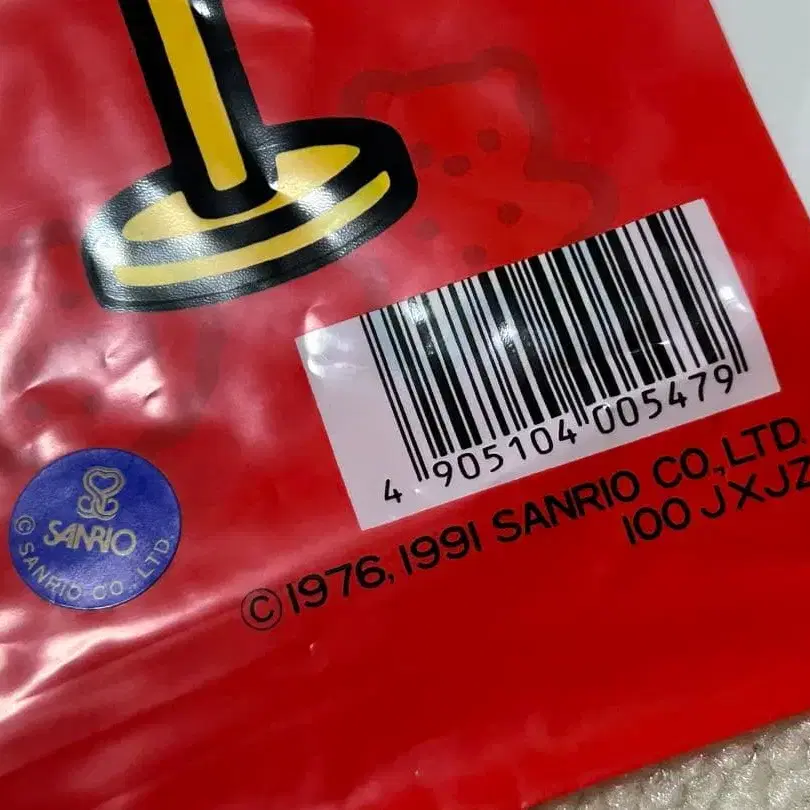 4 905104 005479
SANRIO
© SANRIO CO., LTD.
© 1976, 1991 SANRIO CO., LTD.
100 JXJZ